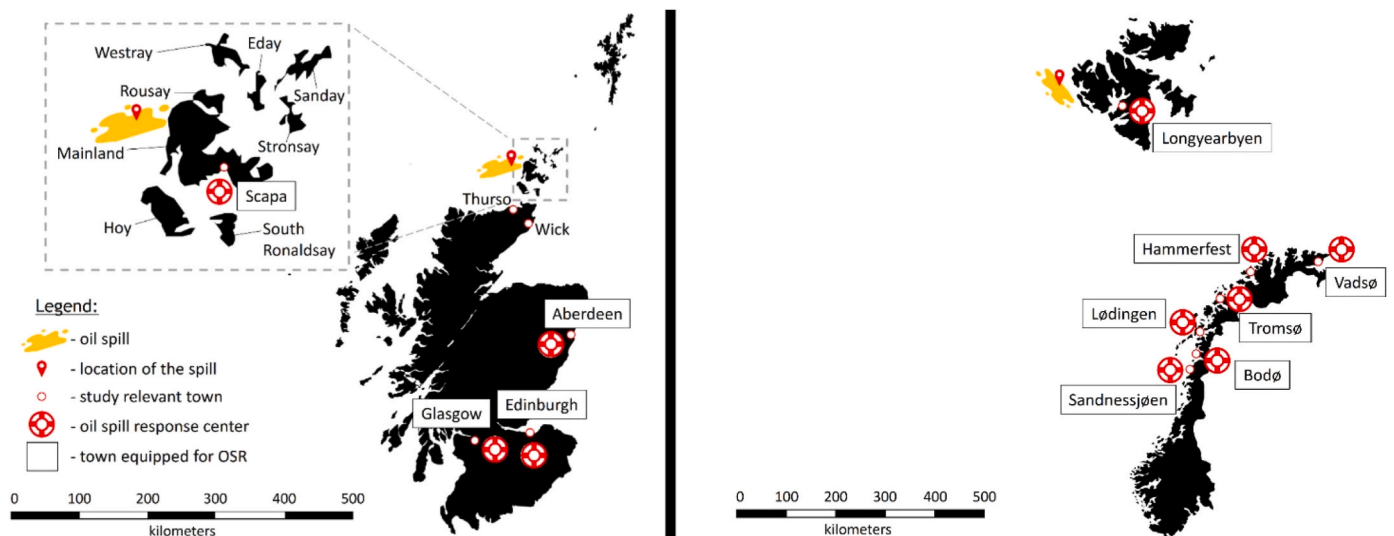 Westray
Eday
Rousay
Sanday
Mainland
Stronsay
Scapa
Hoy
South
Ronaldsay
Thurso
Wick
Aberdeen
Glasgow
Edinburgh
Legend:
- oil spill
- location of the spill
- study relevant town
- oil spill response center
- town equipped for OSR
0 100 200 300 400 500
kilometers
Longyearbyen
Hammerfest
Vadsø
Lødingen
Tromsø
Bodø
Sandnessjøen
0 100 200 300 400 500
kilometers